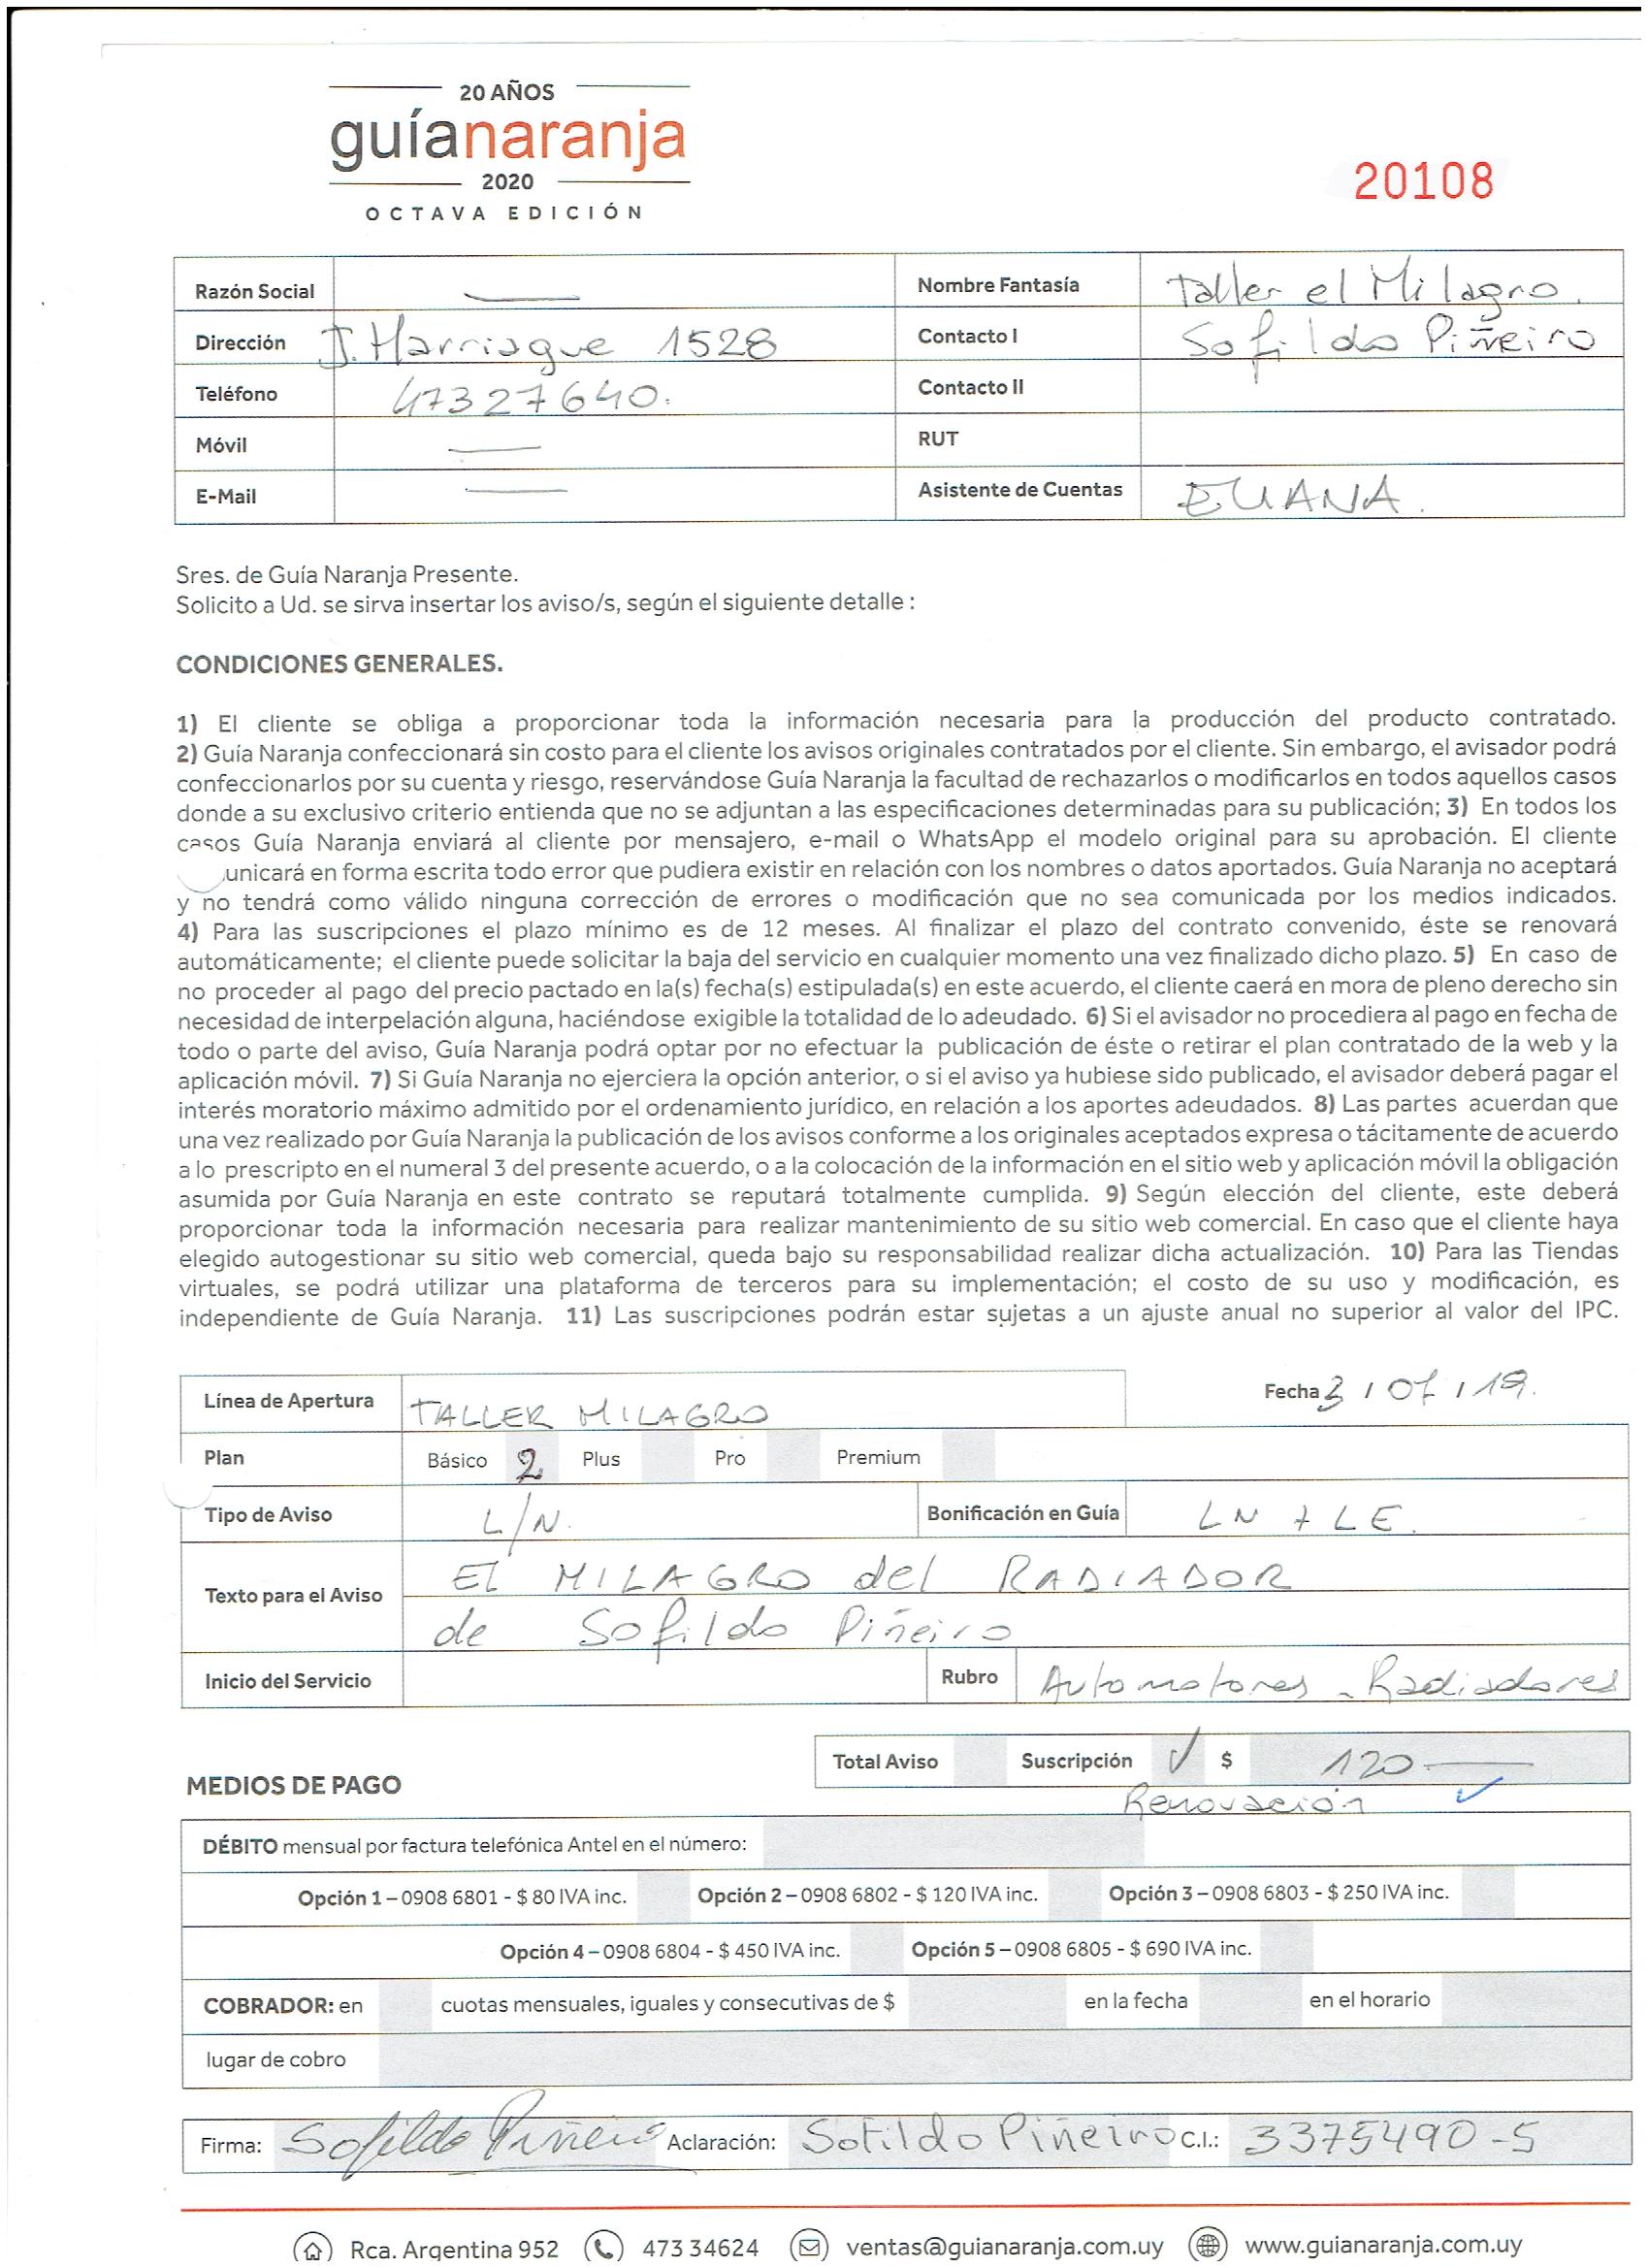 20 AÑOS
guíanaranja
2020
OCTAVA EDICIÓN
20108
Razón Social — Nombre Fantasía Taller el Milagro.
Dirección J. Harriague 1528 Contacto I Sofildo Piñeiro
Teléfono 47327640. Contacto II
Móvil — RUT
E-Mail — Asistente de Cuentas ELIANA.
Sres. de Guía Naranja Presente.
Solicito a Ud. se sirva insertar los aviso/s, según el siguiente detalle :
CONDICIONES GENERALES.
1) El cliente se obliga a proporcionar toda la información necesaria para la producción del producto contratado.
2) Guía Naranja confeccionará sin costo para el cliente los avisos originales contratados por el cliente. Sin embargo, el avisador podrá
confeccionarlos por su cuenta y riesgo, reservándose Guía Naranja la facultad de rechazarlos o modificarlos en todos aquellos casos
donde a su exclusivo criterio entienda que no se adjuntan a las especificaciones determinadas para su publicación; 3) En todos los
casos Guía Naranja enviará al cliente por mensajero, e-mail o WhatsApp el modelo original para su aprobación. El cliente
unicará en forma escrita todo error que pudiera existir en relación con los nombres o datos aportados. Guía Naranja no aceptará
y no tendrá como válido ninguna corrección de errores o modificación que no sea comunicada por los medios indicados.
4) Para las suscripciones el plazo mínimo es de 12 meses. Al finalizar el plazo del contrato convenido, éste se renovará
automáticamente; el cliente puede solicitar la baja del servicio en cualquier momento una vez finalizado dicho plazo. 5) En caso de
no proceder al pago del precio pactado en la(s) fecha(s) estipulada(s) en este acuerdo, el cliente caerá en mora de pleno derecho sin
necesidad de interpelación alguna, haciéndose exigible la totalidad de lo adeudado. 6) Si el avisador no procediera al pago en fecha de
todo o parte del aviso, Guía Naranja podrá optar por no efectuar la publicación de éste o retirar el plan contratado de la web y la
aplicación móvil. 7) Si Guía Naranja no ejerciera la opción anterior, o si el aviso ya hubiese sido publicado, el avisador deberá pagar el
interés moratorio máximo admitido por el ordenamiento jurídico, en relación a los aportes adeudados. 8) Las partes acuerdan que
una vez realizado por Guía Naranja la publicación de los avisos conforme a los originales aceptados expresa o tácitamente de acuerdo
a lo prescripto en el numeral 3 del presente acuerdo, o a la colocación de la información en el sitio web y aplicación móvil la obligación
asumida por Guía Naranja en este contrato se reputará totalmente cumplida. 9) Según elección del cliente, este deberá
proporcionar toda la información necesaria para realizar mantenimiento de su sitio web comercial. En caso que el cliente haya
elegido autogestionar su sitio web comercial, queda bajo su responsabilidad realizar dicha actualización. 10) Para las Tiendas
virtuales, se podrá utilizar una plataforma de terceros para su implementación; el costo de su uso y modificación, es
independiente de Guía Naranja. 11) Las suscripciones podrán estar sujetas a un ajuste anual no superior al valor del IPC.
Línea de Apertura TALLER MILAGRO Fecha 3 / 07 / 19.
Plan Básico 2 Plus Pro Premium
Tipo de Aviso L/N. Bonificación en Guía LN + LE.
Texto para el Aviso EL MILAGRO del RADIADOR
de Sofildo Piñeiro
Inicio del Servicio Rubro Automotores - Radiadores
Total Aviso Suscripción ✓ $ 120 —
Renovación ✓
MEDIOS DE PAGO
DÉBITO mensual por factura telefónica Antel en el número:
Opción 1 – 0908 6801 - $ 80 IVA inc. Opción 2 – 0908 6802 - $ 120 IVA inc. Opción 3 – 0908 6803 - $ 250 IVA inc.
Opción 4 – 0908 6804 - $ 450 IVA inc. Opción 5 – 0908 6805 - $ 690 IVA inc.
COBRADOR: en cuotas mensuales, iguales y consecutivas de $ en la fecha en el horario
lugar de cobro
Firma: Sofildo Piñeiro Aclaración: Sofildo Piñeiro C.I.: 3375490-5
Rca. Argentina 952 473 34624 ventas@guianaranja.com.uy www.guianaranja.com.uy